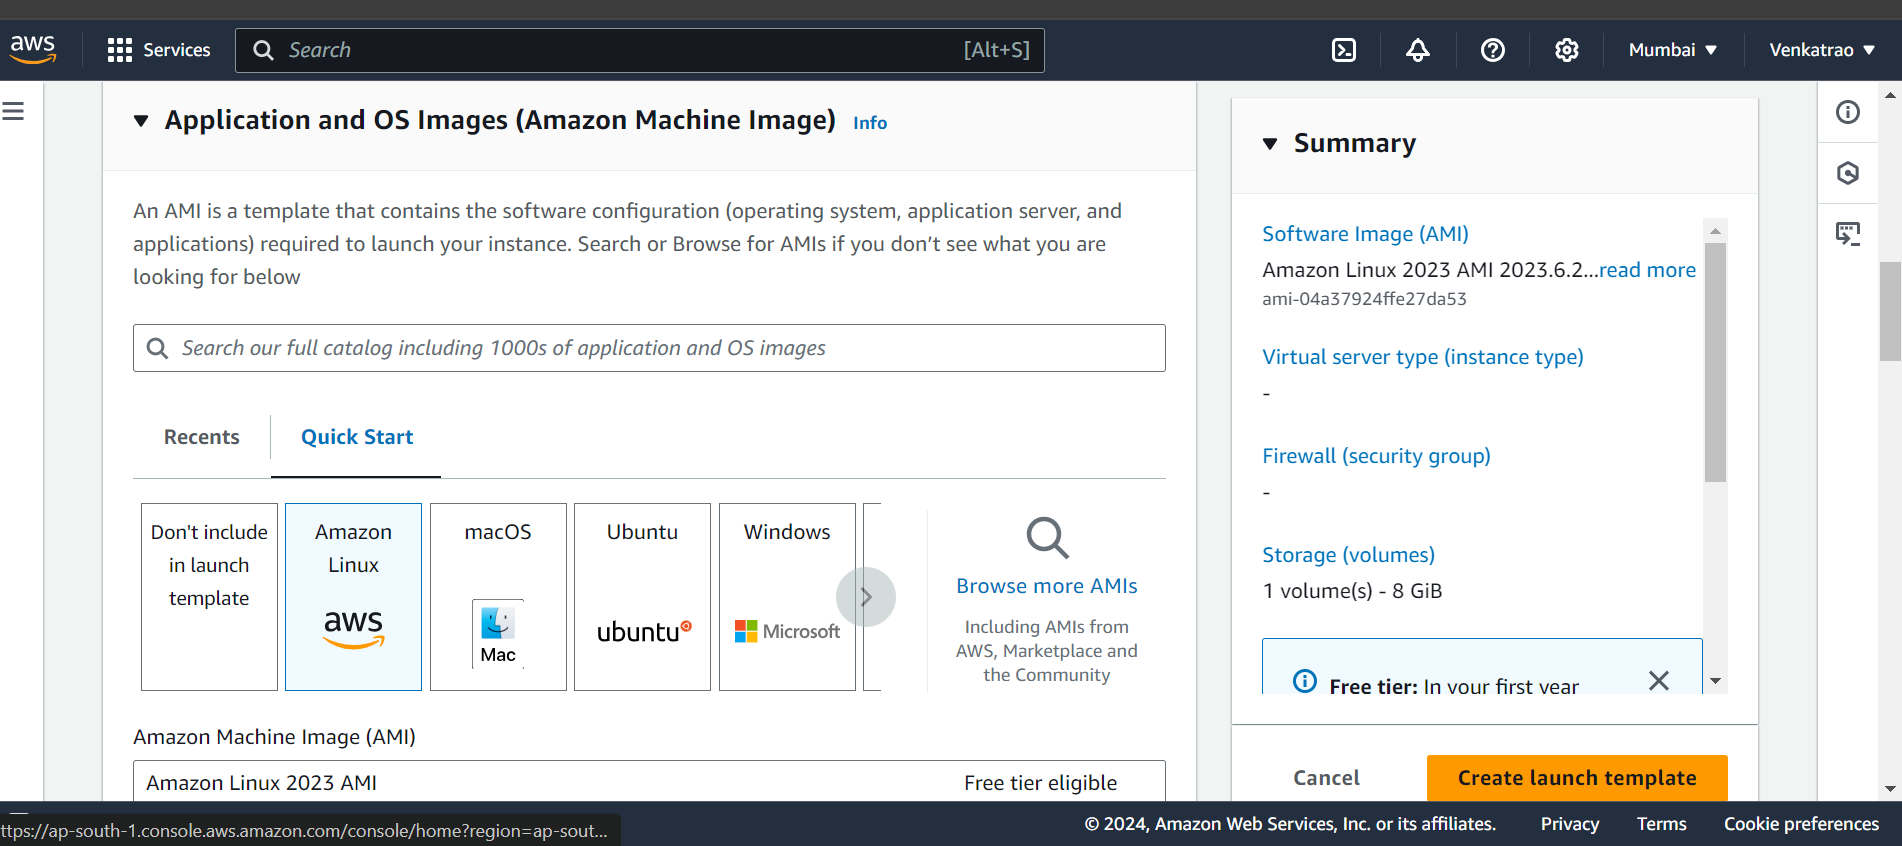 aws
Services
Search
[Alt+S]
Mumbai
Venkatrao
Application and OS Images (Amazon Machine Image) Info
An AMI is a template that contains the software configuration (operating system, application server, and
applications) required to launch your instance. Search or Browse for AMIs if you don’t see what you are
looking for below
Search our full catalog including 1000s of application and OS images
Recents
Quick Start
Don't include
in launch
template
Amazon
Linux
aws
macOS
Mac
Ubuntu
ubuntu
Windows
Microsoft
Browse more AMIs
Including AMIs from
AWS, Marketplace and
the Community
Amazon Machine Image (AMI)
Amazon Linux 2023 AMI
Free tier eligible
Summary
Software Image (AMI)
Amazon Linux 2023 AMI 2023.6.2...read more
ami-04a37924ffe27da53
Virtual server type (instance type)
-
Firewall (security group)
-
Storage (volumes)
1 volume(s) - 8 GiB
Free tier: In your first year
Cancel
Create launch template
ttps://ap-south-1.console.aws.amazon.com/console/home?region=ap-sout...
© 2024, Amazon Web Services, Inc. or its affiliates.
Privacy
Terms
Cookie preferences